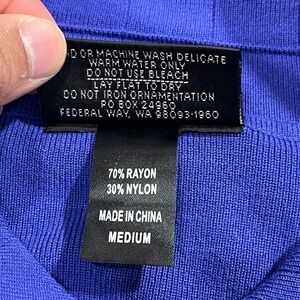 D OR MACHINE WASH DELICATE
WARM WATER ONLY
DO NOT USE BLEACH
LAY FLAT TO DRY
DO NOT IRON ORNAMENTATION
PO BOX 24960
FEDERAL WAY, WA 98093-1960
70% RAYON
30% NYLON
MADE IN CHINA
MEDIUM